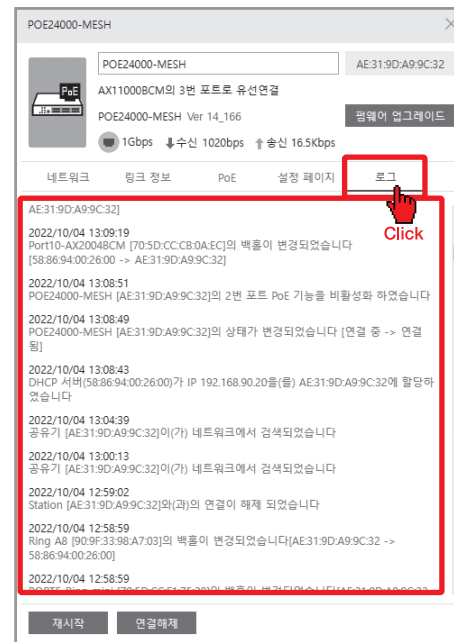 POE24000-MESH
POE24000-MESH
AE:31:9D:A9:9C:32
PoE
AX11000BCM의 3번 포트로 유선연결
POE24000-MESH Ver 14_166
펌웨어 업그레이드
1Gbps 수신 1020bps 송신 16.5Kbps
네트워크 링크 정보 PoE 설정 페이지 로그
Click
AE:31:9D:A9:9C:32]
2022/10/04 13:09:19
Port10-AX2004BCM [70:5D:CC:CB:0A:EC]의 백홀이 변경되었습니다
[58:86:94:00:26:00 -> AE:31:9D:A9:9C:32]
2022/10/04 13:08:51
POE24000-MESH [AE:31:9D:A9:9C:32]의 2번 포트 PoE 기능을 비활성화 하였습니다
2022/10/04 13:08:49
POE24000-MESH [AE:31:9D:A9:9C:32]의 상태가 변경되었습니다 [연결 중 -> 연결
됨]
2022/10/04 13:08:43
DHCP 서버(58:86:94:00:26:00)가 IP 192.168.90.20을(를) AE:31:9D:A9:9C:32에 할당하
였습니다
2022/10/04 13:04:39
공유기 [AE:31:9D:A9:9C:32]이(가) 네트워크에서 검색되었습니다
2022/10/04 13:00:13
공유기 [AE:31:9D:A9:9C:32]이(가) 네트워크에서 검색되었습니다
2022/10/04 12:59:02
Station [AE:31:9D:A9:9C:32]와(과)의 연결이 해제 되었습니다
2022/10/04 12:58:59
Ring A8 [90:9F:33:98:A7:03]의 백홀이 변경되었습니다[AE:31:9D:A9:9C:32 ->
58:86:94:00:26:00]
2022/10/04 12:58:59
재시작 연결해제